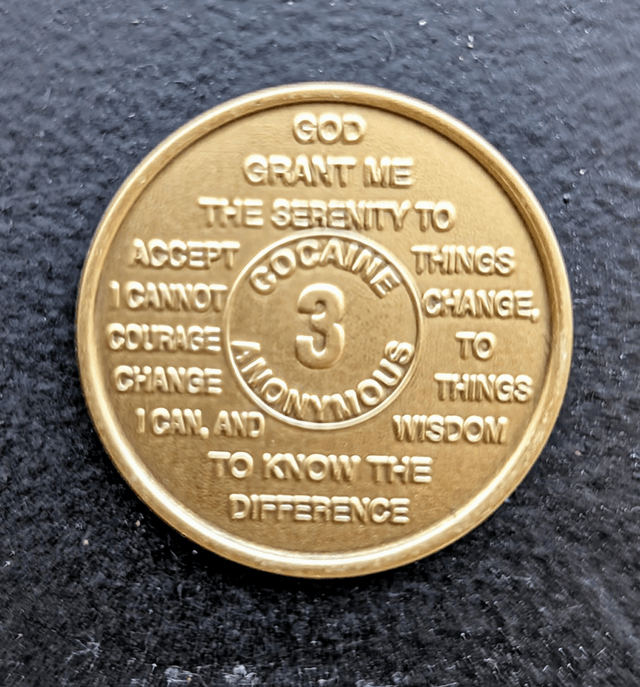 GOD
GRANT ME
THE SERENITY TO
ACCEPT THINGS
I CANNOT CHANGE,
COURAGE TO
CHANGE THINGS
I CAN, AND WISDOM
TO KNOW THE
DIFFERENCE
COCAINE
3
ANONYMOUS